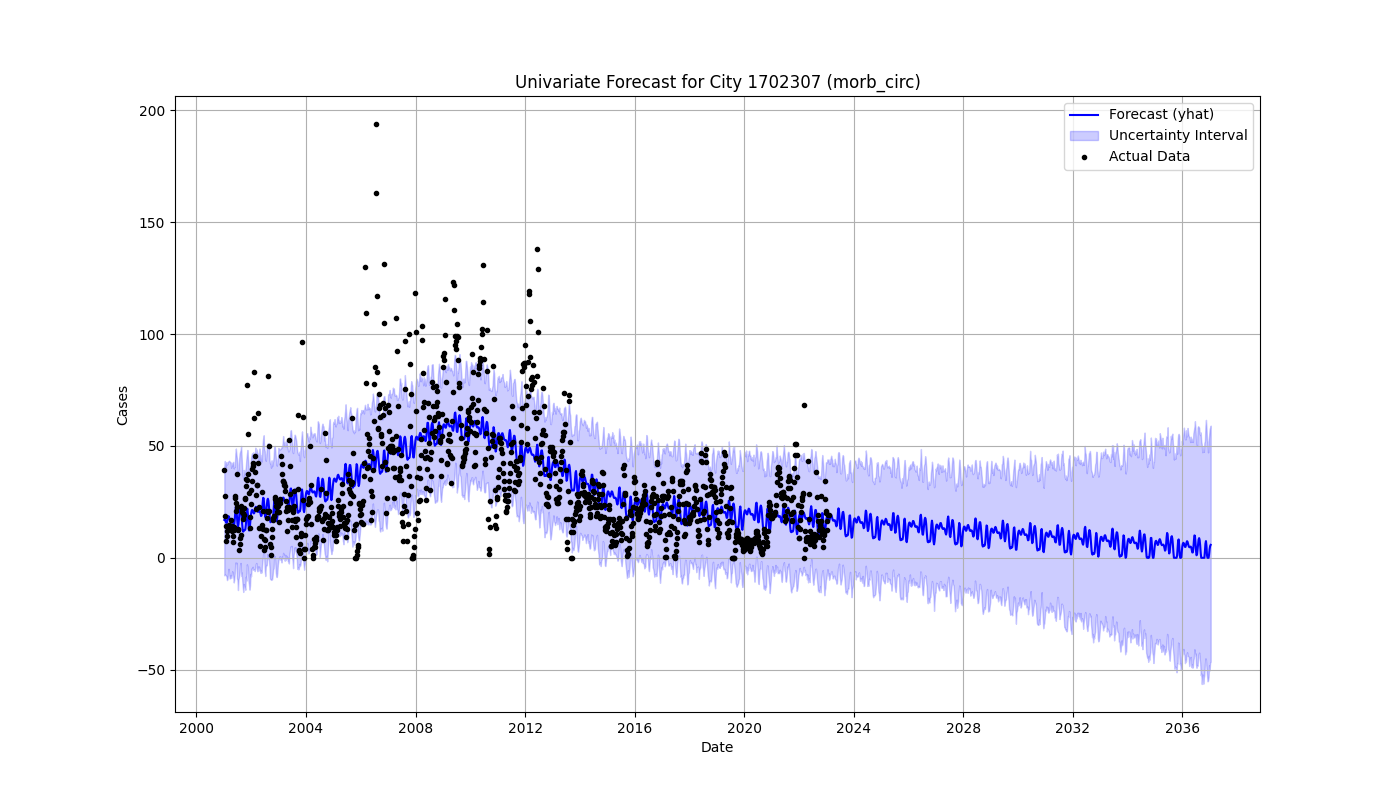 Univariate Forecast for City 1702307 (morb_circ)
Forecast (yhat)
Uncertainty Interval
Actual Data
Cases
200
150
100
50
0
−50
2000 2004 2008 2012 2016 2020 2024 2028 2032 2036
Date